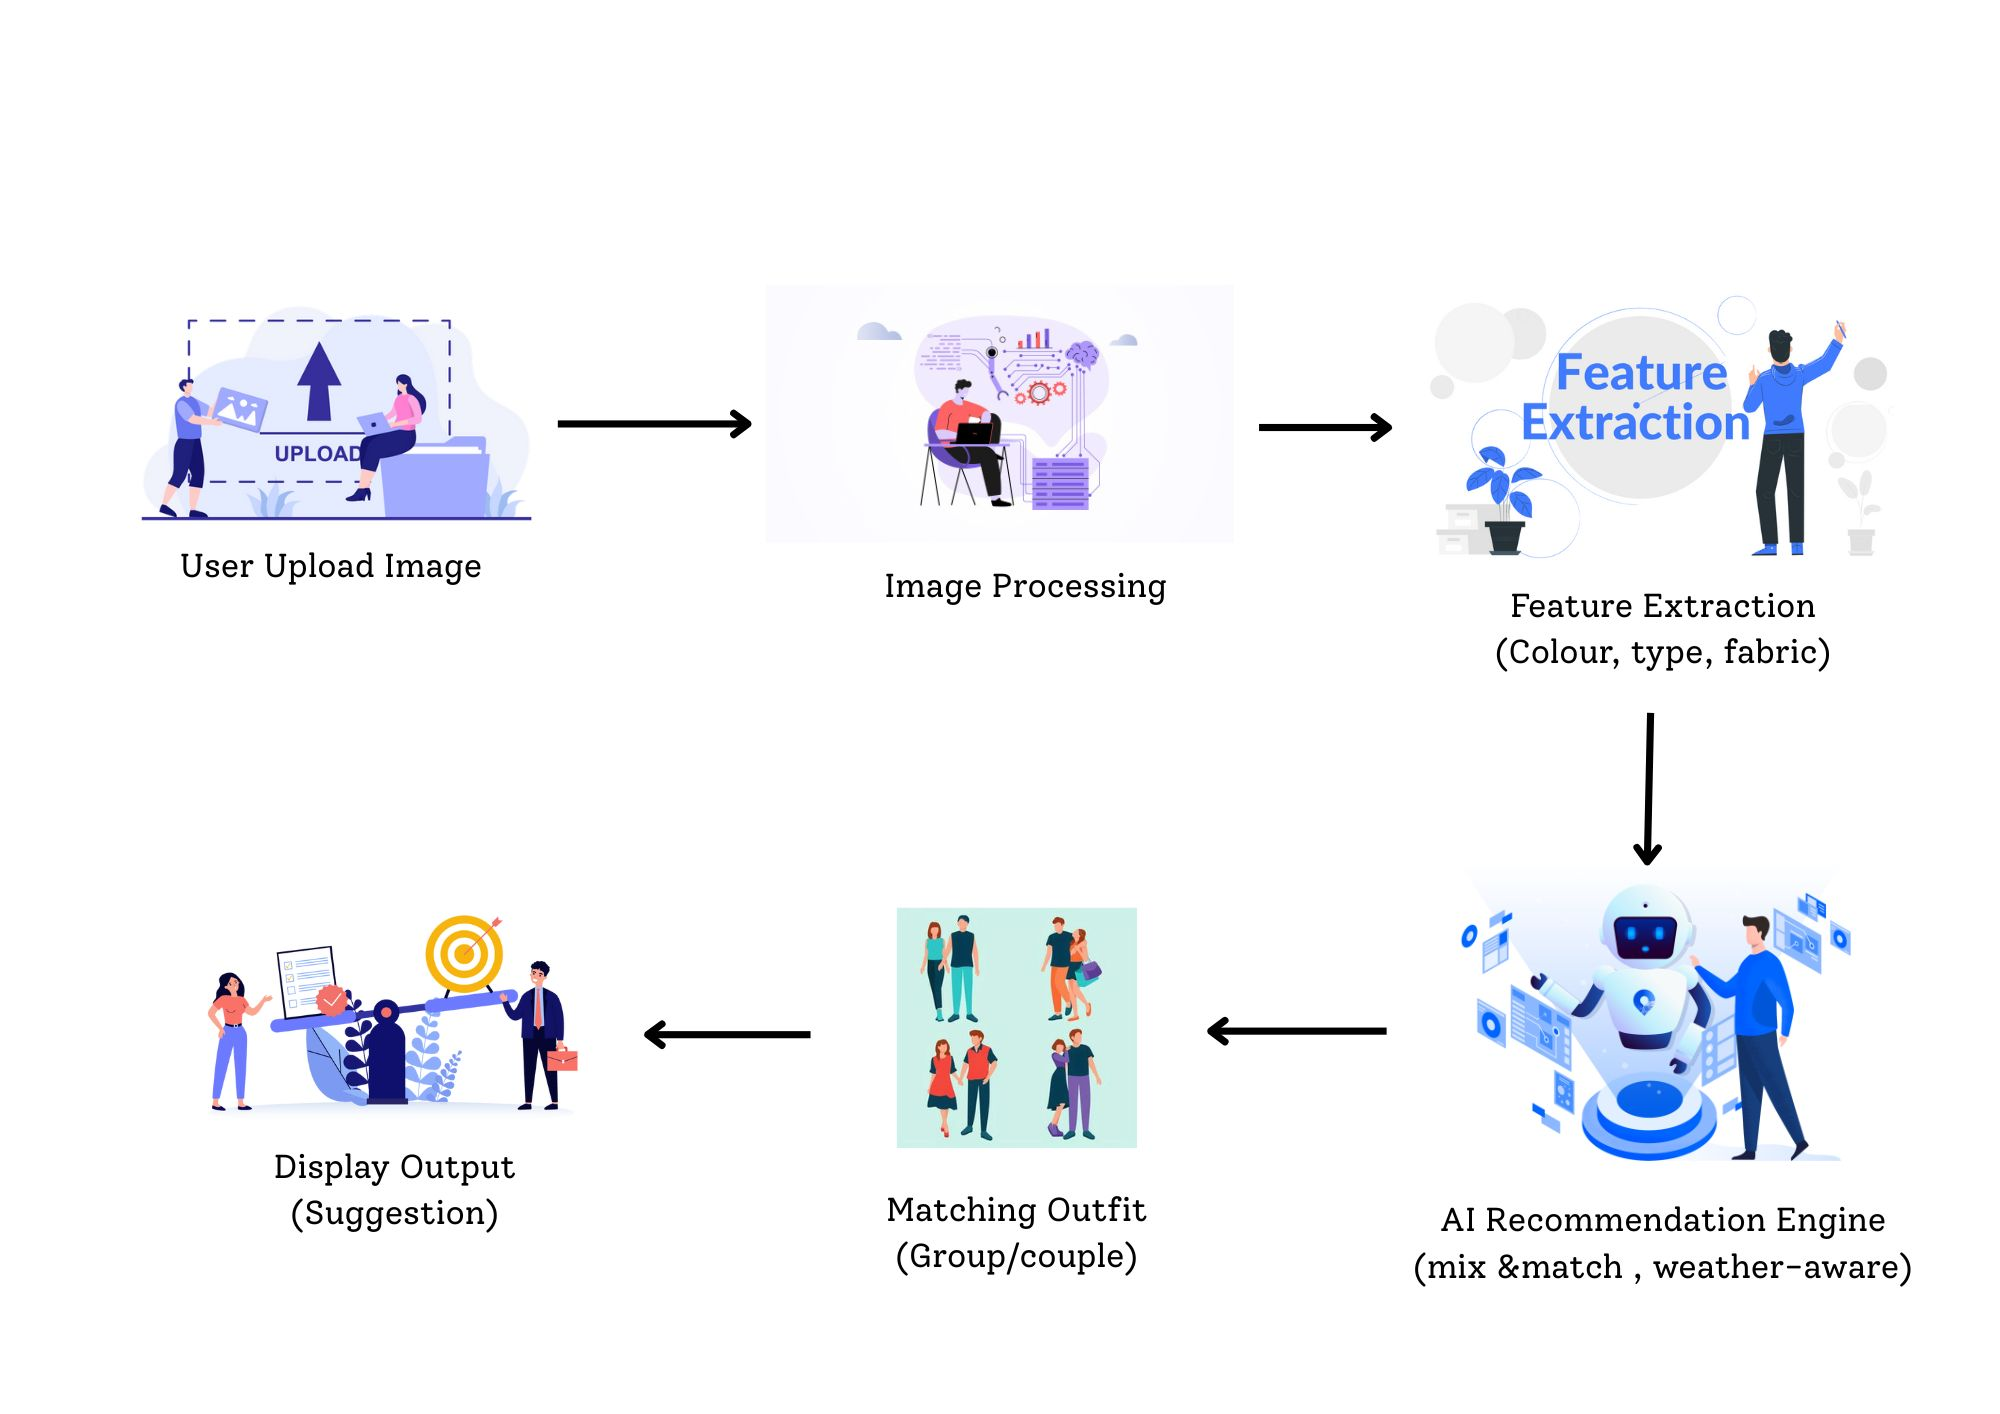 UPLOAD
User Upload Image
Image Processing
Feature
Extraction
Feature Extraction
(Colour, type, fabric)
Display Output
(Suggestion)
Matching Outfit
(Group/couple)
AI Recommendation Engine
(mix &match , weather-aware)